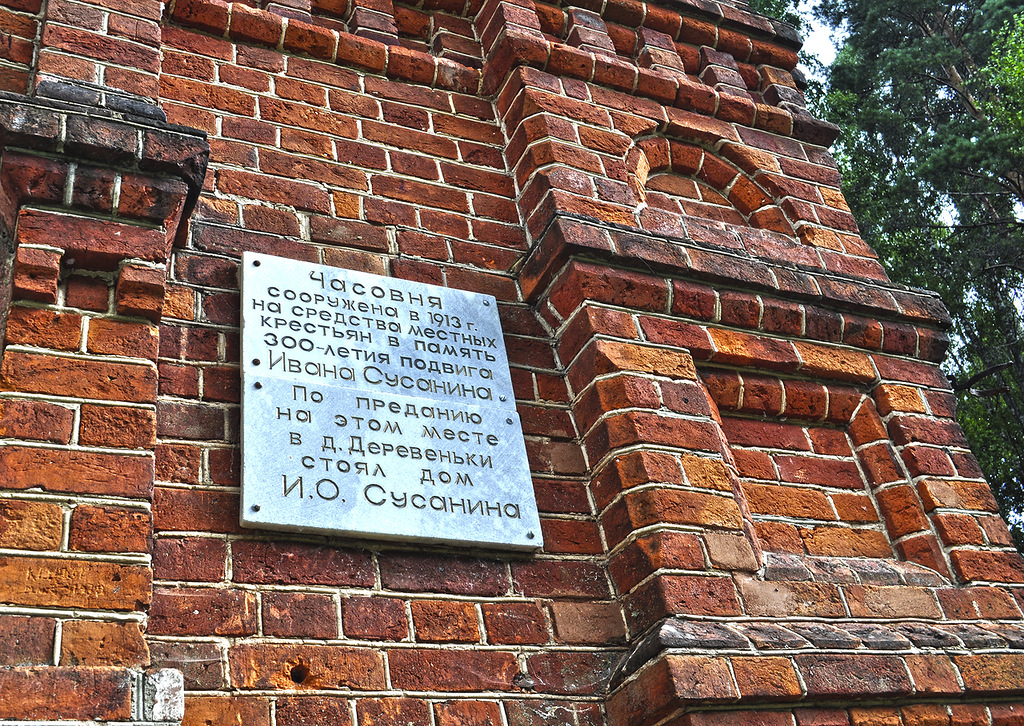 Часовня
сооружена в 1913 г.
на средства местных
крестьян в память
300-летия подвига
Ивана Сусанина
По преданию
на этом месте
в д. Деревеньки
стоял дом
И.О. Сусанина